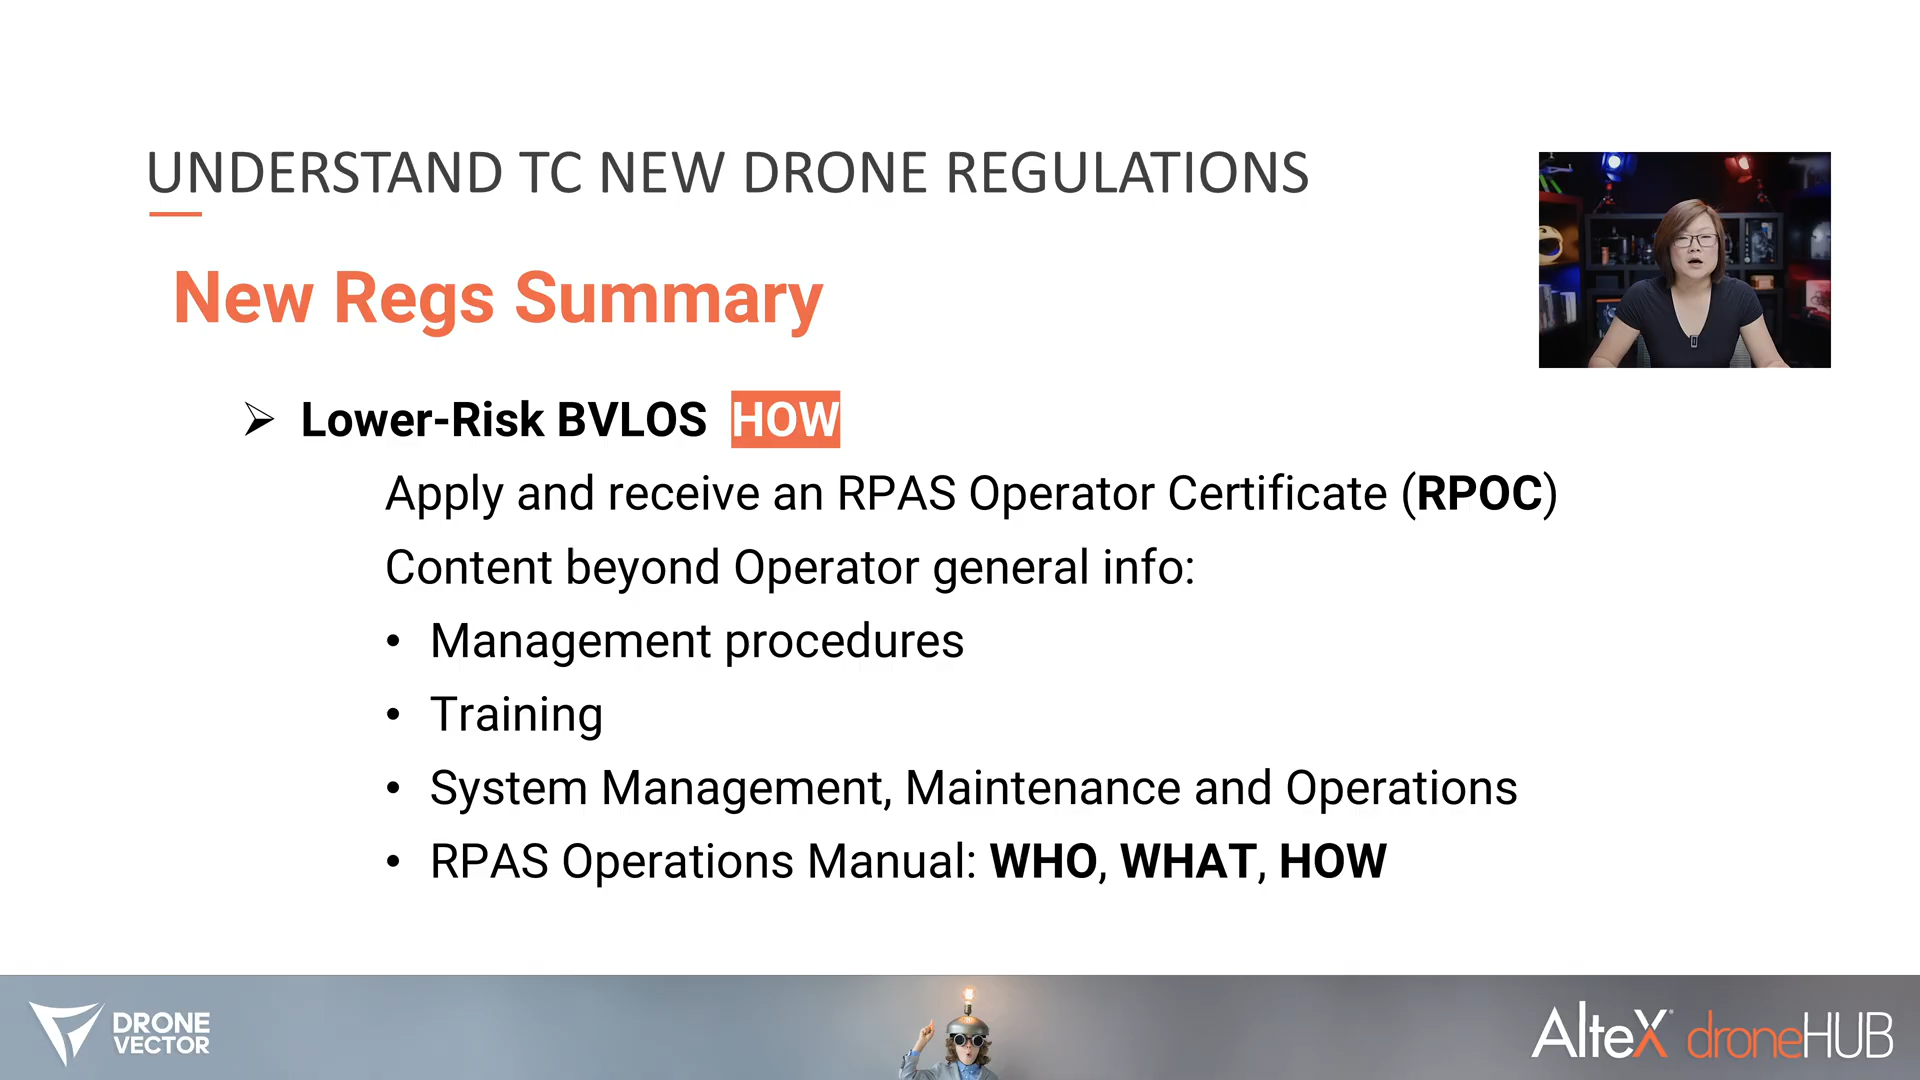 UNDERSTAND TC NEW DRONE REGULATIONS
New Regs Summary
➢ Lower-Risk BVLOS HOW
Apply and receive an RPAS Operator Certificate (RPOC)
Content beyond Operator general info:
• Management procedures
• Training
• System Management, Maintenance and Operations
• RPAS Operations Manual: WHO, WHAT, HOW
DRONE
VECTOR
AlteX droneHUB